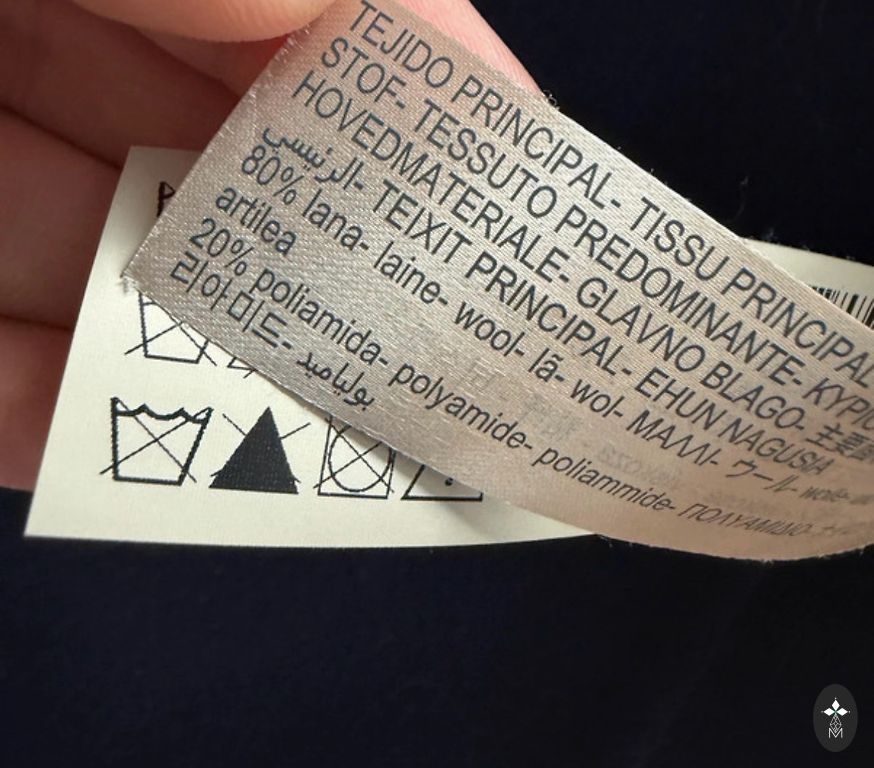 TEJIDO PRINCIPAL- TISSU PRINCIPAL-
STOF- TESSUTO PREDOMINANTE- ΚΥΡΙΟ
HOVEDMATERIALE- GLAVNO BLAGO- 主要
الرئيسي- TEIXIT PRINCIPAL- EHUN NAGUSIA
80% lana- laine- wool- lã- wol- ΜΑΛΛΙ- ウール-
artilea
20% poliamida- polyamide- poliammide- ΠΟΛΥΑΜΙΔΙΟ-
리아미드- بولياميد